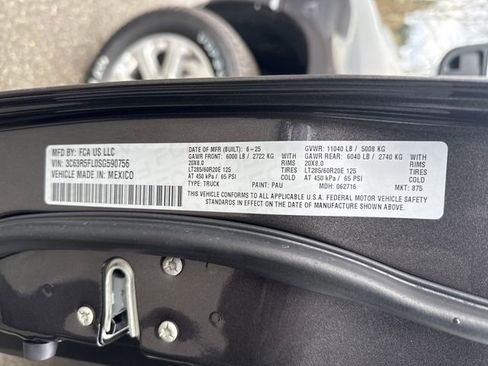 MFD BY: FCA US LLC
VIN: 3C63R5FL0SG590756
VEHICLE MADE IN: MEXICO
DATE OF MFR (BUILT): 6-25
GAWR FRONT: 6000 LB / 2722 KG
20X8.0
LT285/60R20E 125
AT 450 kPa / 65 PSI
TYPE: TRUCK
PAINT: PAU
WITH
RIMS
TIRES
COLD
GVWR: 11040 LB / 5008 KG
GAWR REAR: 6040 LB / 2740 KG
20X8.0
LT285/60R20E 125
AT 450 kPa / 65 PSI
MDH: 062716
WITH
RIMS
TIRES
COLD
MKT: 875
THIS VEHICLE CONFORMS TO ALL APPLICABLE U.S.A. FEDERAL MOTOR VEHICLE SAFETY
STANDARDS IN EFFECT ON THE DATE OF MANUFACTURE SHOWN ABOVE.